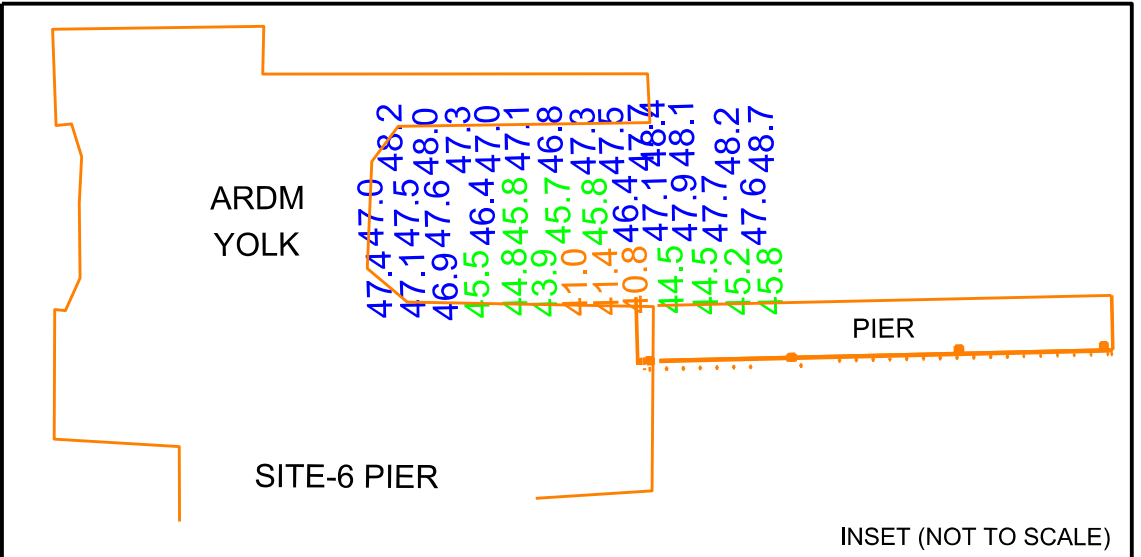 48.2 48.0 47.3 47.0 47.1 46.8 47.3 47.5 47.7 48.4 48.1 48.2 48.7
47.0 47.5 47.6 46.4 45.8 45.7 45.8 46.4 47.1 47.9 47.7 47.6
47.4 47.1 46.9 45.5 44.8 43.9 41.0 41.4 40.8 44.5 44.5 45.2 45.8
ARDM
YOLK
PIER
SITE-6 PIER
INSET (NOT TO SCALE)